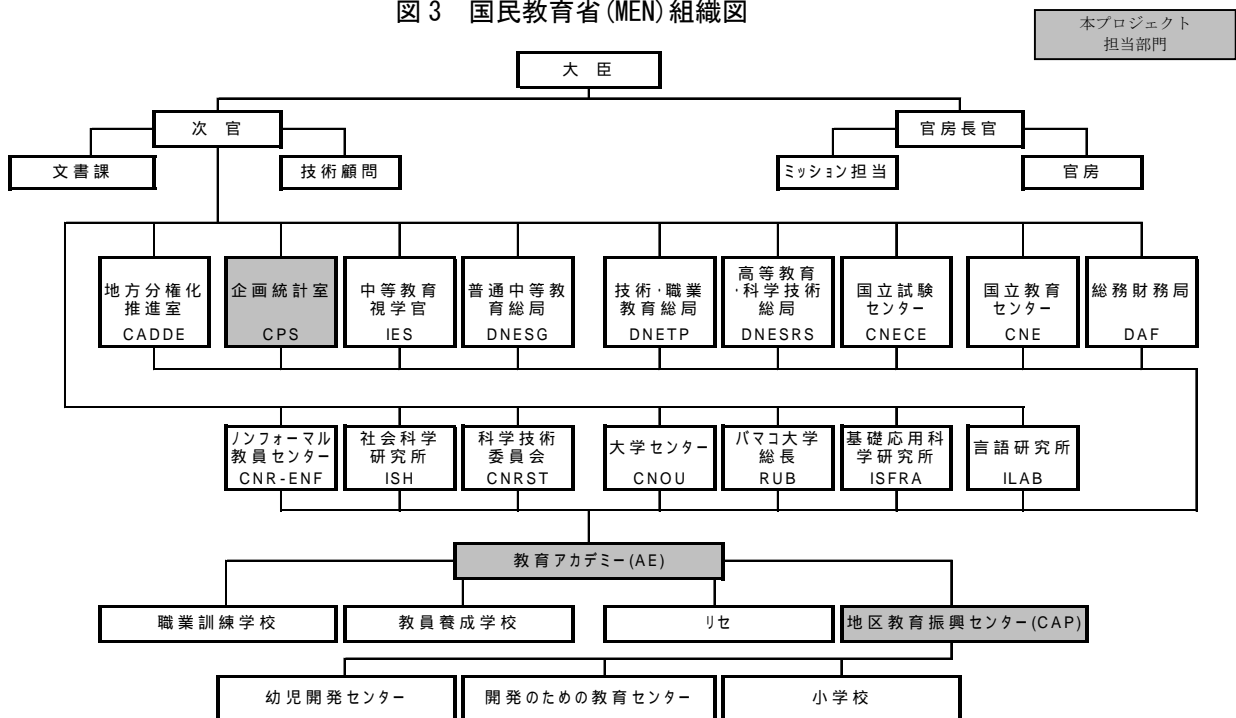 図3 国民教育省(MEN)組織図
本プロジェクト
担当部門
大臣
次官
官房長官
文書課
技術顧問
ミッション担当
官房
地方分権化
推進室
CADDE
企画統計室
CPS
中等教育
視学官
IES
普通中等教
育総局
DNESG
技術･職業
教育総局
DNETP
高等教育
･科学技術
総局
DNESRS
国立試験
センター
CNECE
国立教育
センター
CNE
総務財務局
DAF
ノンフォーマル
教員センター
CNR-ENF
社会科学
研究所
ISH
科学技術
委員会
CNRST
大学センター
CNOU
バマコ大学
総長
RUB
基礎応用科
学研究所
ISFRA
言語研究所
ILAB
教育アカデミー(AE)
職業訓練学校
教員養成学校
リセ
地区教育振興センター(CAP)
幼児開発センター
開発のための教育センター
小学校